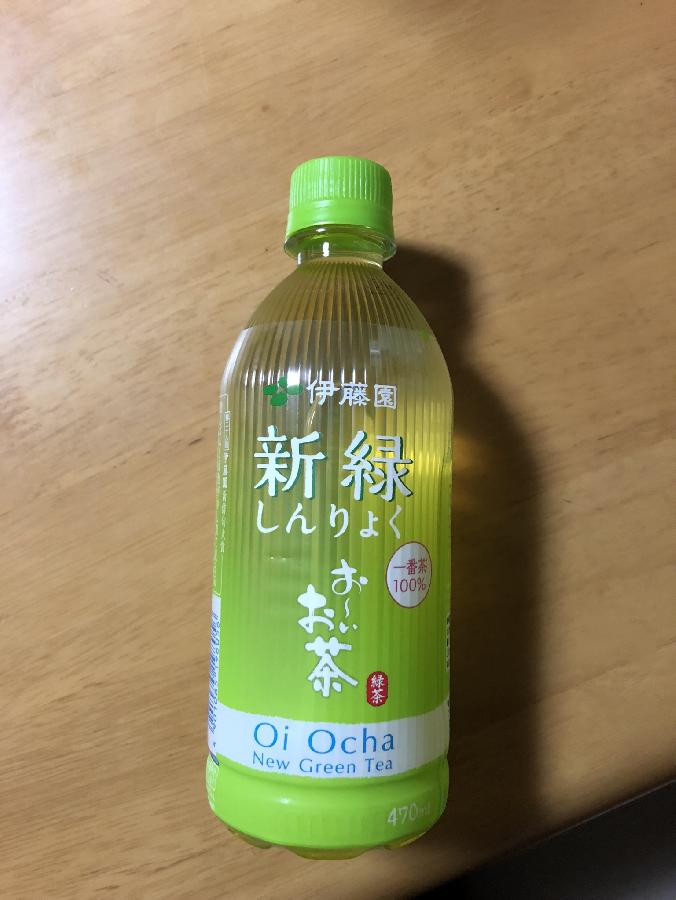 伊藤園
新緑
しんりょく
一番茶
100%
お〜いお茶
緑茶
Oi Ocha
New Green Tea
470ml